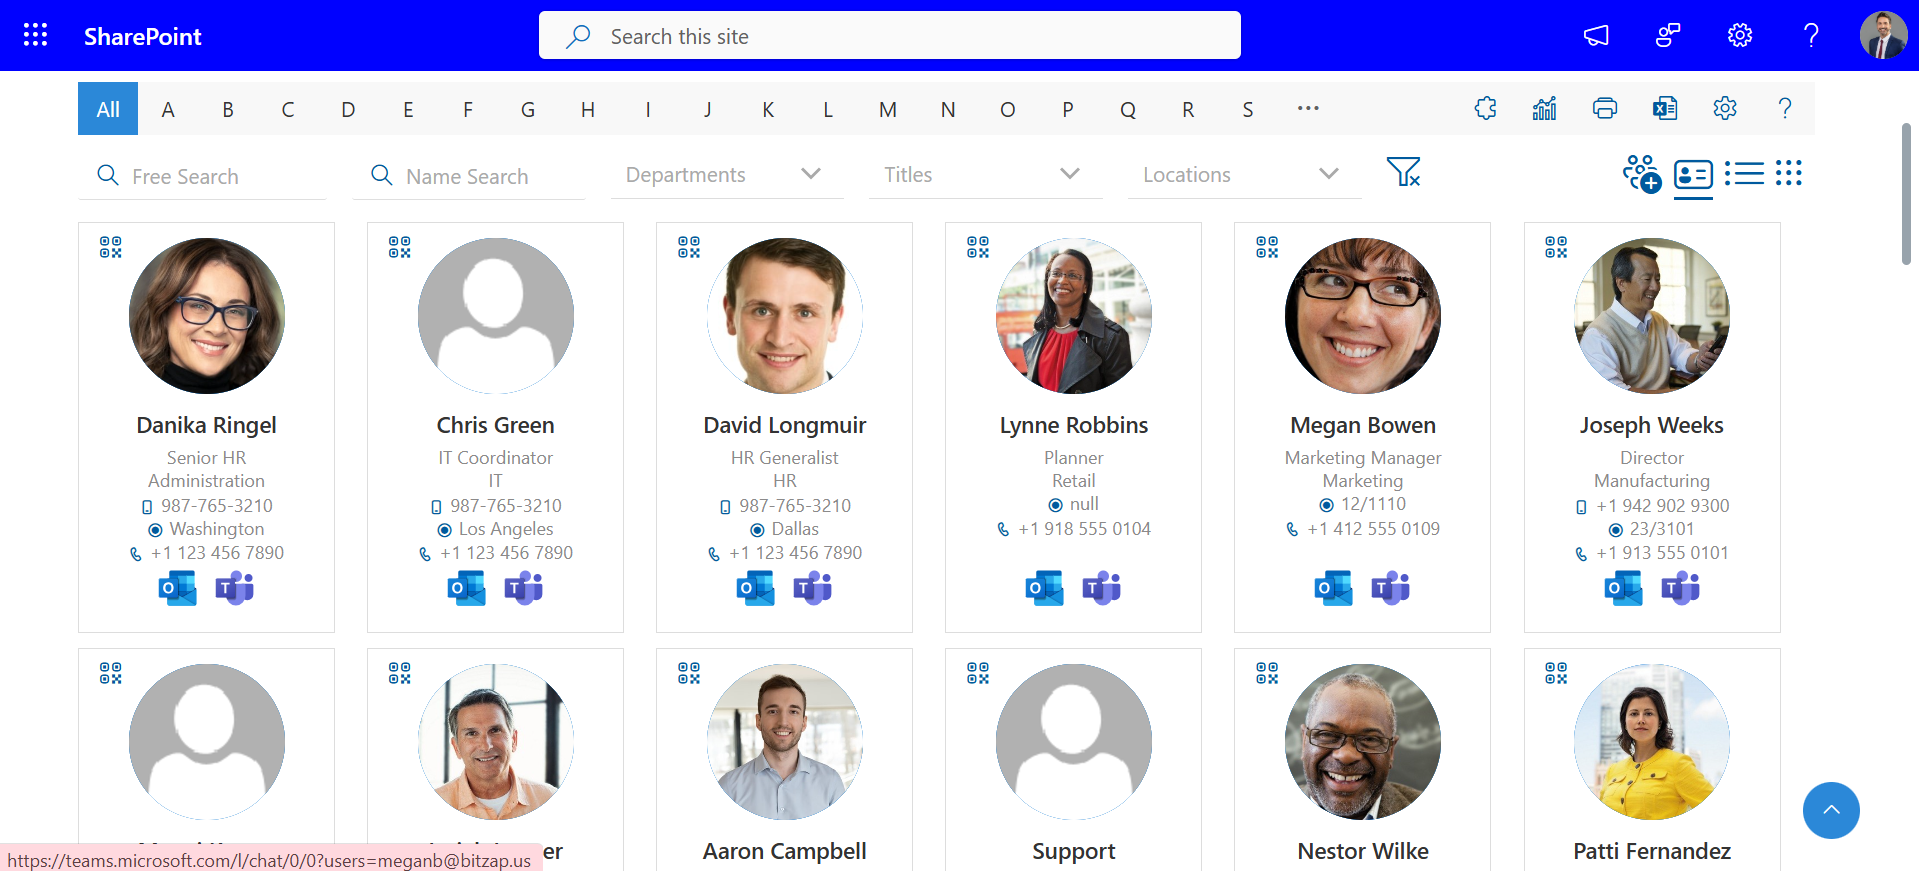 SharePoint
Search this site
All A B C D E F G H I J K L M N O P Q R S ...
Free Search
Name Search
Departments
Titles
Locations
Danika Ringel
Senior HR
Administration
987-765-3210
Washington
+1 123 456 7890
Chris Green
IT Coordinator
IT
987-765-3210
Los Angeles
+1 123 456 7890
David Longmuir
HR Generalist
HR
987-765-3210
Dallas
+1 123 456 7890
Lynne Robbins
Planner
Retail
null
+1 918 555 0104
Megan Bowen
Marketing Manager
Marketing
12/1110
+1 412 555 0109
Joseph Weeks
Director
Manufacturing
+1 942 902 9300
23/3101
+1 913 555 0101
Aaron Campbell
Support
Nestor Wilke
Patti Fernandez
https://teams.microsoft.com/l/chat/0/0?users=meganb@bitzap.us